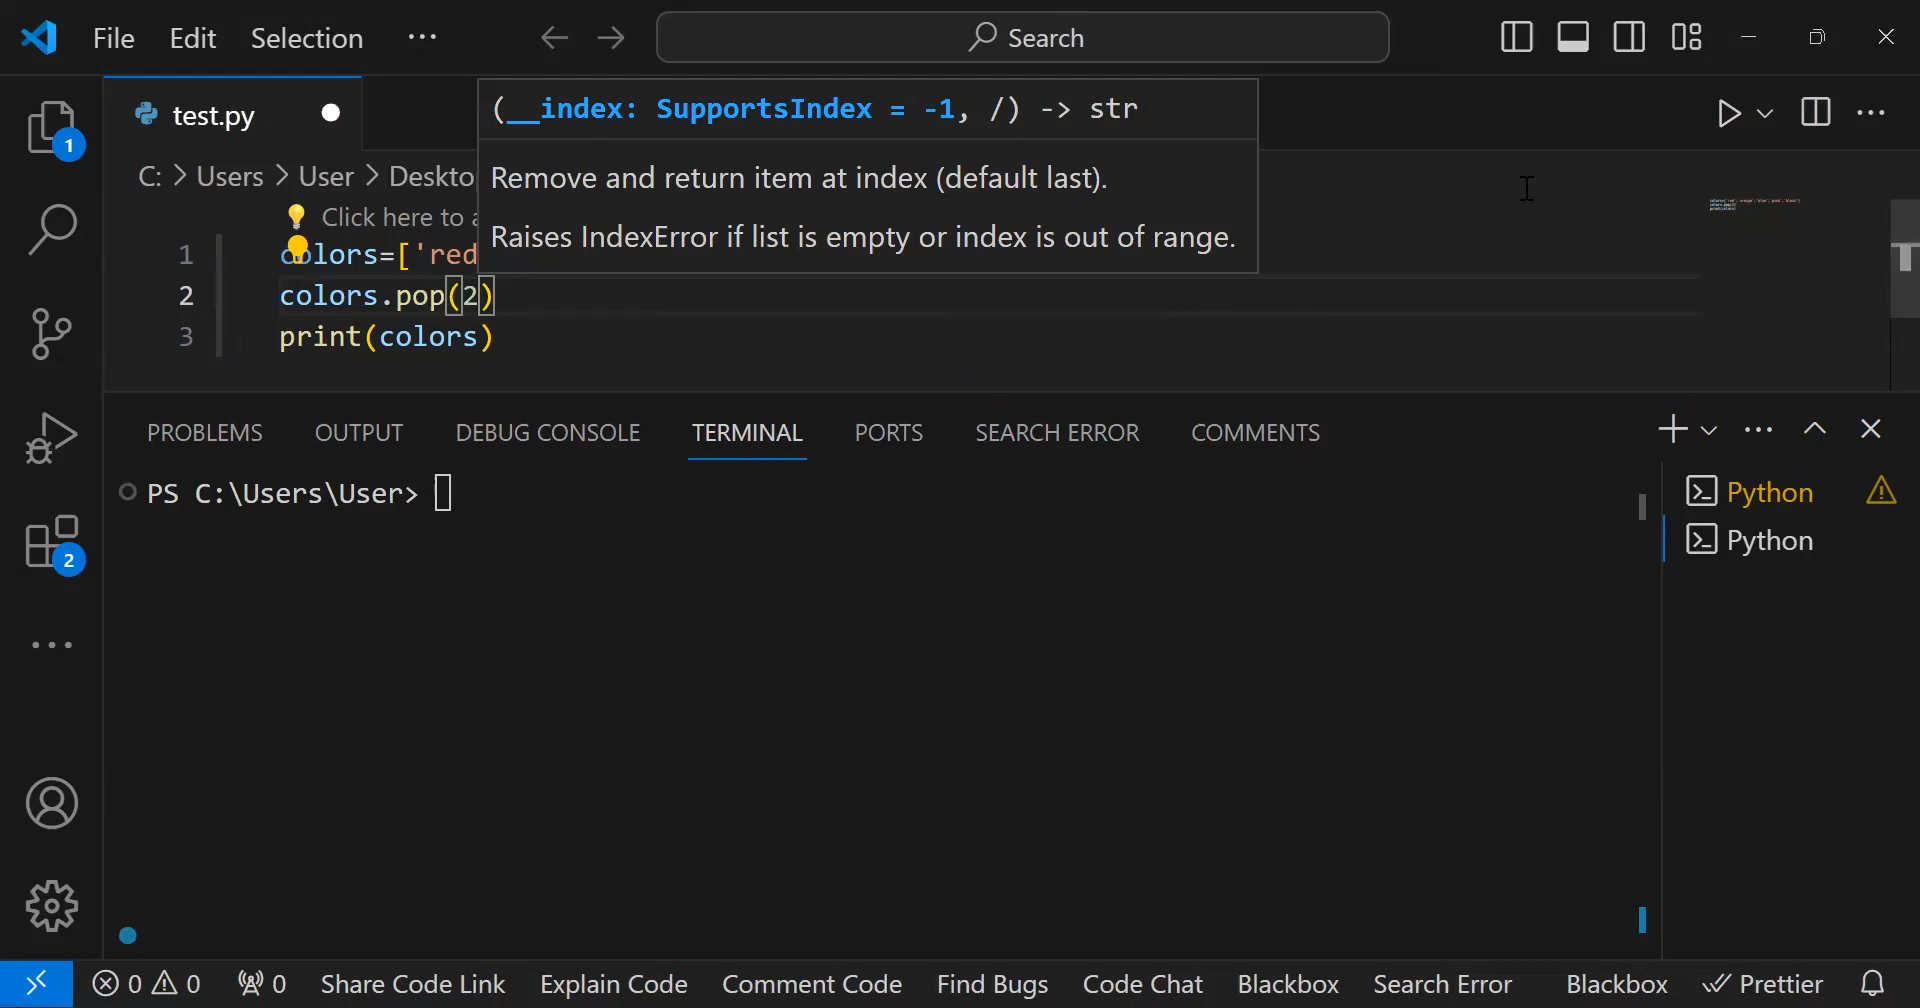 File Edit Selection ··· Search
test.py
(__index: SupportsIndex = -1, /) -> str
C: > Users > User > Deskto
Remove and return item at index (default last).
Click here to a
Raises IndexError if list is empty or index is out of range.
1 colors=['red
2 colors.pop(2)
3 print(colors)
PROBLEMS OUTPUT DEBUG CONSOLE TERMINAL PORTS SEARCH ERROR COMMENTS
PS C:\Users\User>
Python
Python
1
2
0 0 0 Share Code Link Explain Code Comment Code Find Bugs Code Chat Blackbox Search Error Blackbox Prettier